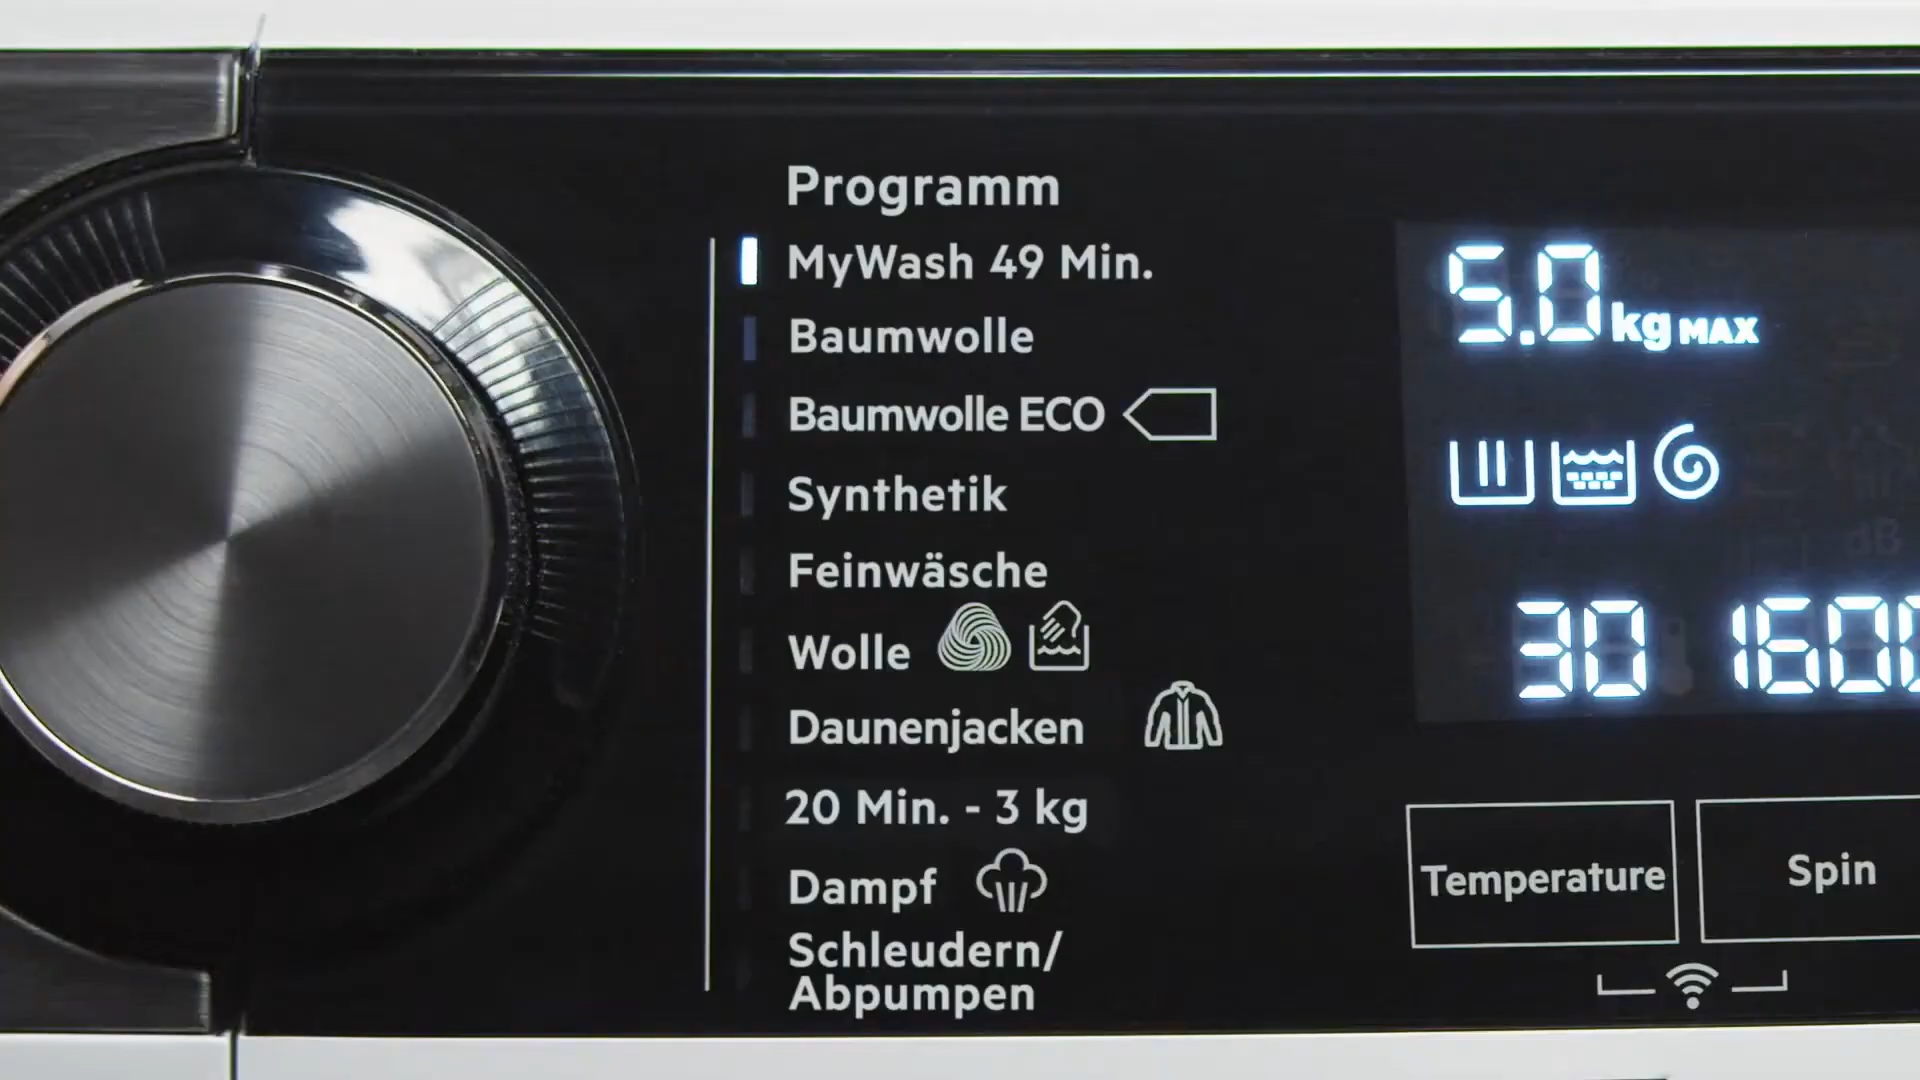 Programm
MyWash 49 Min.
Baumwolle
Baumwolle ECO
Synthetik
Feinwäsche
Wolle
Daunenjacken
20 Min. - 3 kg
Dampf
Schleudern/
Abpumpen
5.0 kg MAX
30 1600
Temperature
Spin